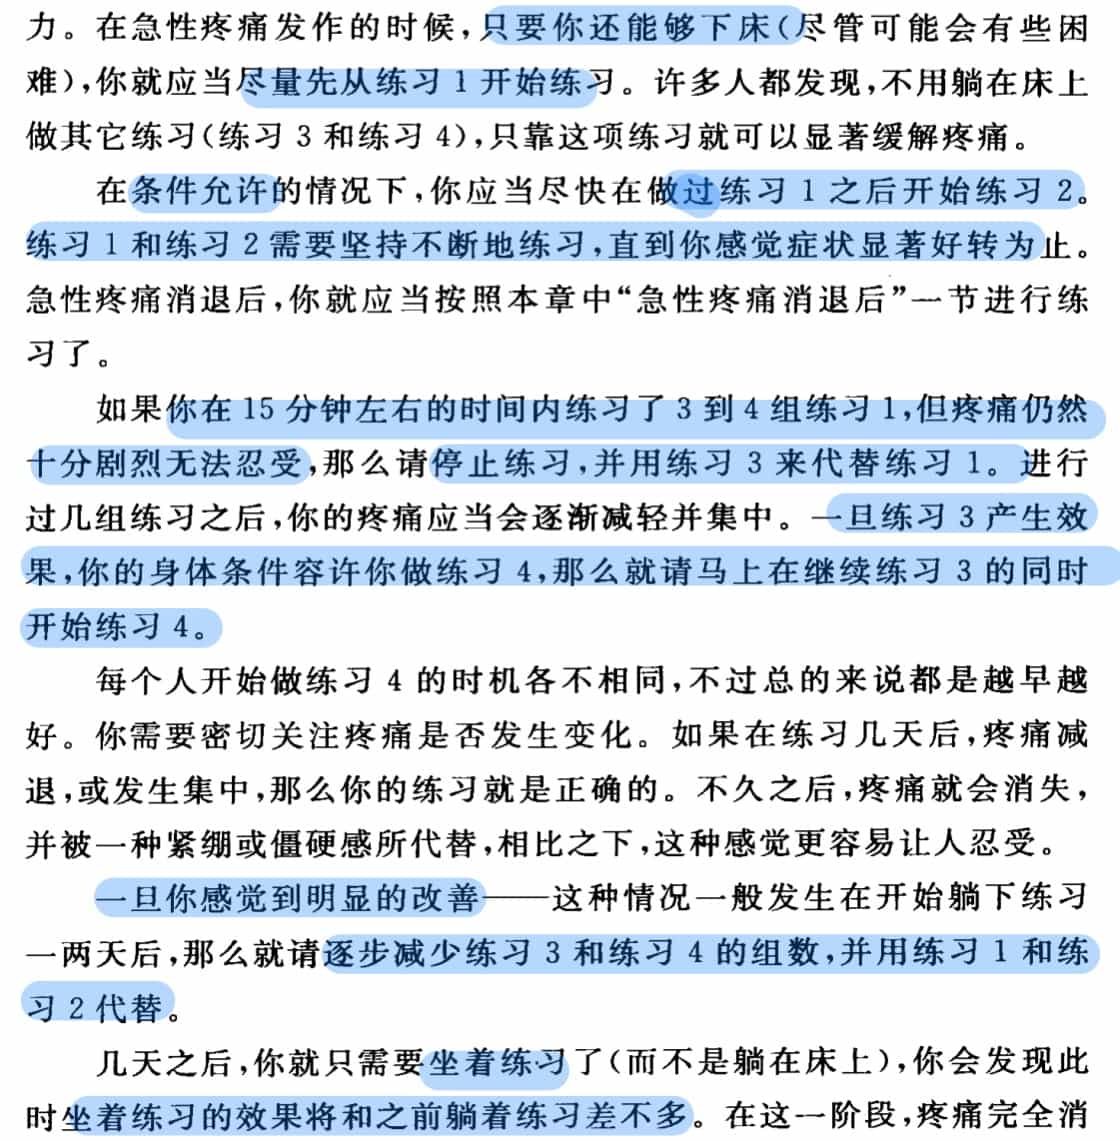 力。在急性疼痛发作的时候,只要你还能够下床(尽管可能会有些困
难),你就应当尽量先从练习1开始练习。许多人都发现,不用躺在床上
做其它练习(练习3和练习4),只靠这项练习就可以显著缓解疼痛。
在条件允许的情况下,你应当尽快在做过练习1之后开始练习2。
练习1和练习2需要坚持不断地练习,直到你感觉症状显著好转为止。
急性疼痛消退后,你就应当按照本章中“急性疼痛消退后”一节进行练
习了。
如果你在15分钟左右的时间内练习了3到4组练习1,但疼痛仍然
十分剧烈无法忍受,那么请停止练习,并用练习3来代替练习1。进行
过几组练习之后,你的疼痛应当会逐渐减轻并集中。一旦练习3产生效
果,你的身体条件容许你做练习4,那么就请马上在继续练习3的同时
开始练习4。
每个人开始做练习4的时机各不相同,不过总的来说都是越早越
好。你需要密切关注疼痛是否发生变化。如果在练习几天后,疼痛减
退,或发生集中,那么你的练习就是正确的。不久之后,疼痛就会消失,
并被一种紧绷或僵硬感所代替,相比之下,这种感觉更容易让人忍受。
一旦你感觉到明显的改善——这种情况一般发生在开始躺下练习
一两天后,那么就请逐步减少练习3和练习4的组数,并用练习1和练
习2代替。
几天之后,你就只需要坐着练习了(而不是躺在床上),你会发现此
时坐着练习的效果将和之前躺着练习差不多。在这一阶段,疼痛完全消